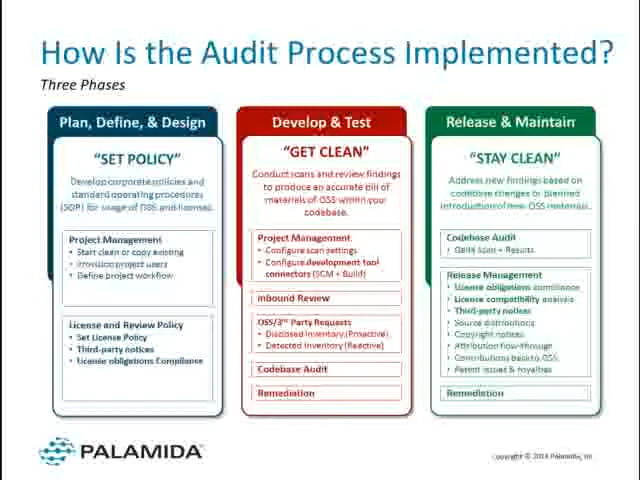 How Is the Audit Process Implemented?
Three Phases
Plan, Define, & Design
"SET POLICY"
Develop corporate policies and
standard operating procedures
(SOP) for usage of OSS and licenses.
Project Management
• Start clean or copy existing
• Provision project users
• Define project workflow
License and Review Policy
• Set License Policy
• Third-party notices
• License obligations Compliance
Develop & Test
"GET CLEAN"
Conduct scans and review findings
to produce an accurate bill of
materials of OSS within your
codebase.
Project Management
• Configure scan settings
• Configure development tool
connectors (SCM + Build)
Inbound Review
OSS/3rd Party Requests
• Disclosed Inventory (Proactive)
• Detected Inventory (Reactive)
Codebase Audit
Remediation
Release & Maintain
"STAY CLEAN"
Address new findings based on
codebase changes or planned
introduction of new OSS materials.
Codebase Audit
• Delta Scan + Results
Release Management
• License obligations compliance
• License compatibility analysis
• Third-party notices
• Source distributions
• Copyright notices
• Attribution flow-through
• Contributions back to OSS
• Patent issues & royalties
Remediation
PALAMIDA
Copyright © 2014 Palamida, Inc